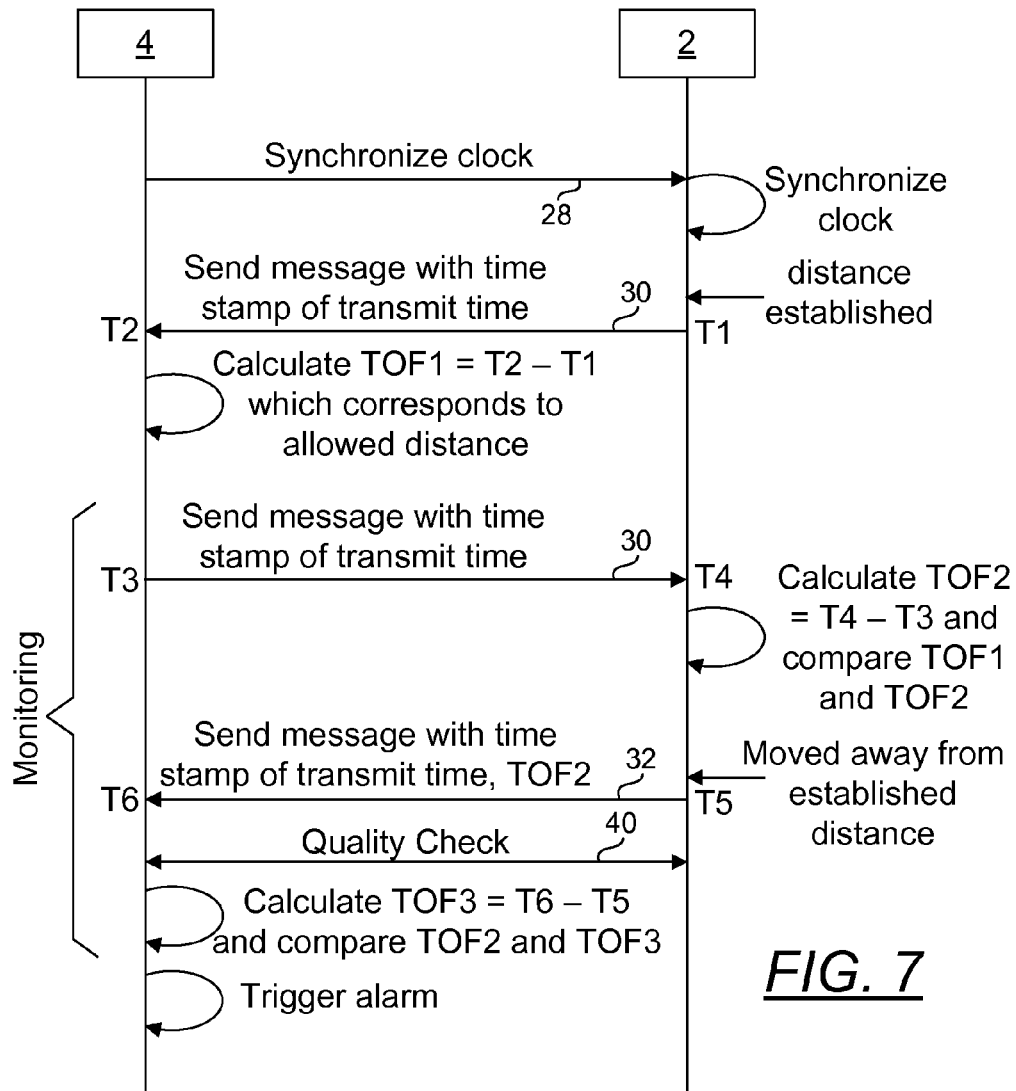 4
2
Synchronize clock
28
Synchronize
clock
distance
established
Send message with time
stamp of transmit time
30
T2
T1
Calculate TOF1 = T2 – T1
which corresponds to
allowed distance
Monitoring
Send message with time
stamp of transmit time
30
T3
T4
Calculate TOF2
= T4 – T3 and
compare TOF1
and TOF2
Send message with time
stamp of transmit time, TOF2
32
Moved away from
established
distance
T6
T5
Quality Check
40
Calculate TOF3 = T6 – T5
and compare TOF2 and TOF3
Trigger alarm
FIG. 7